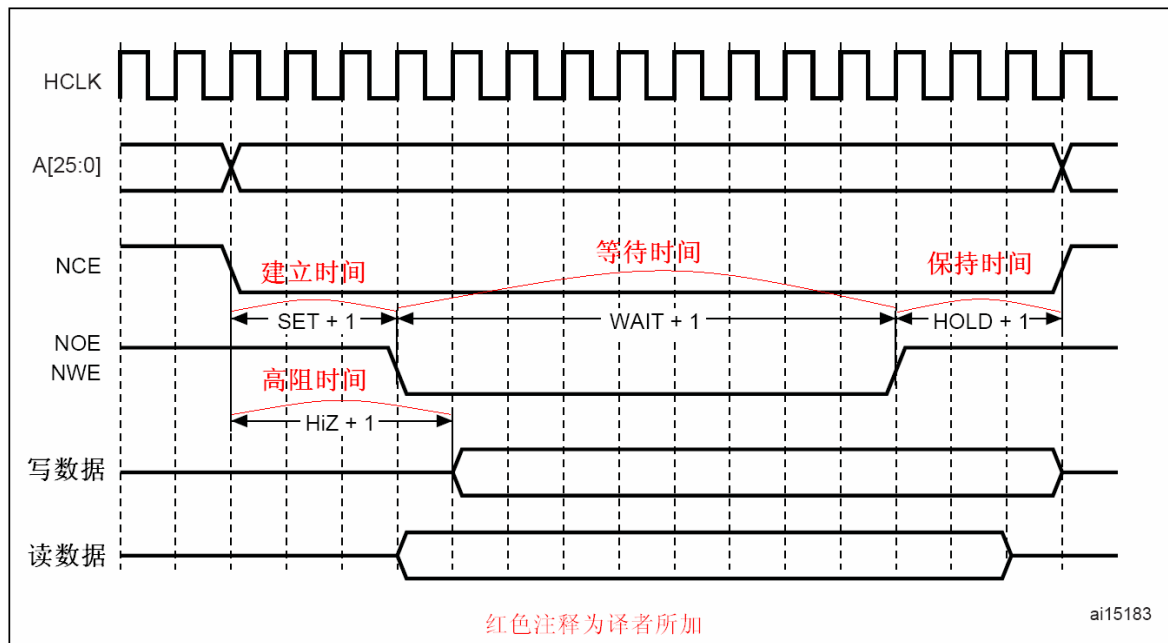 HCLK
A[25:0]
NCE
建立时间
等待时间
保持时间
SET + 1
WAIT + 1
HOLD + 1
NOE
NWE
高阻时间
HiZ + 1
写数据
读数据
红色注释为译者所加
ai15183